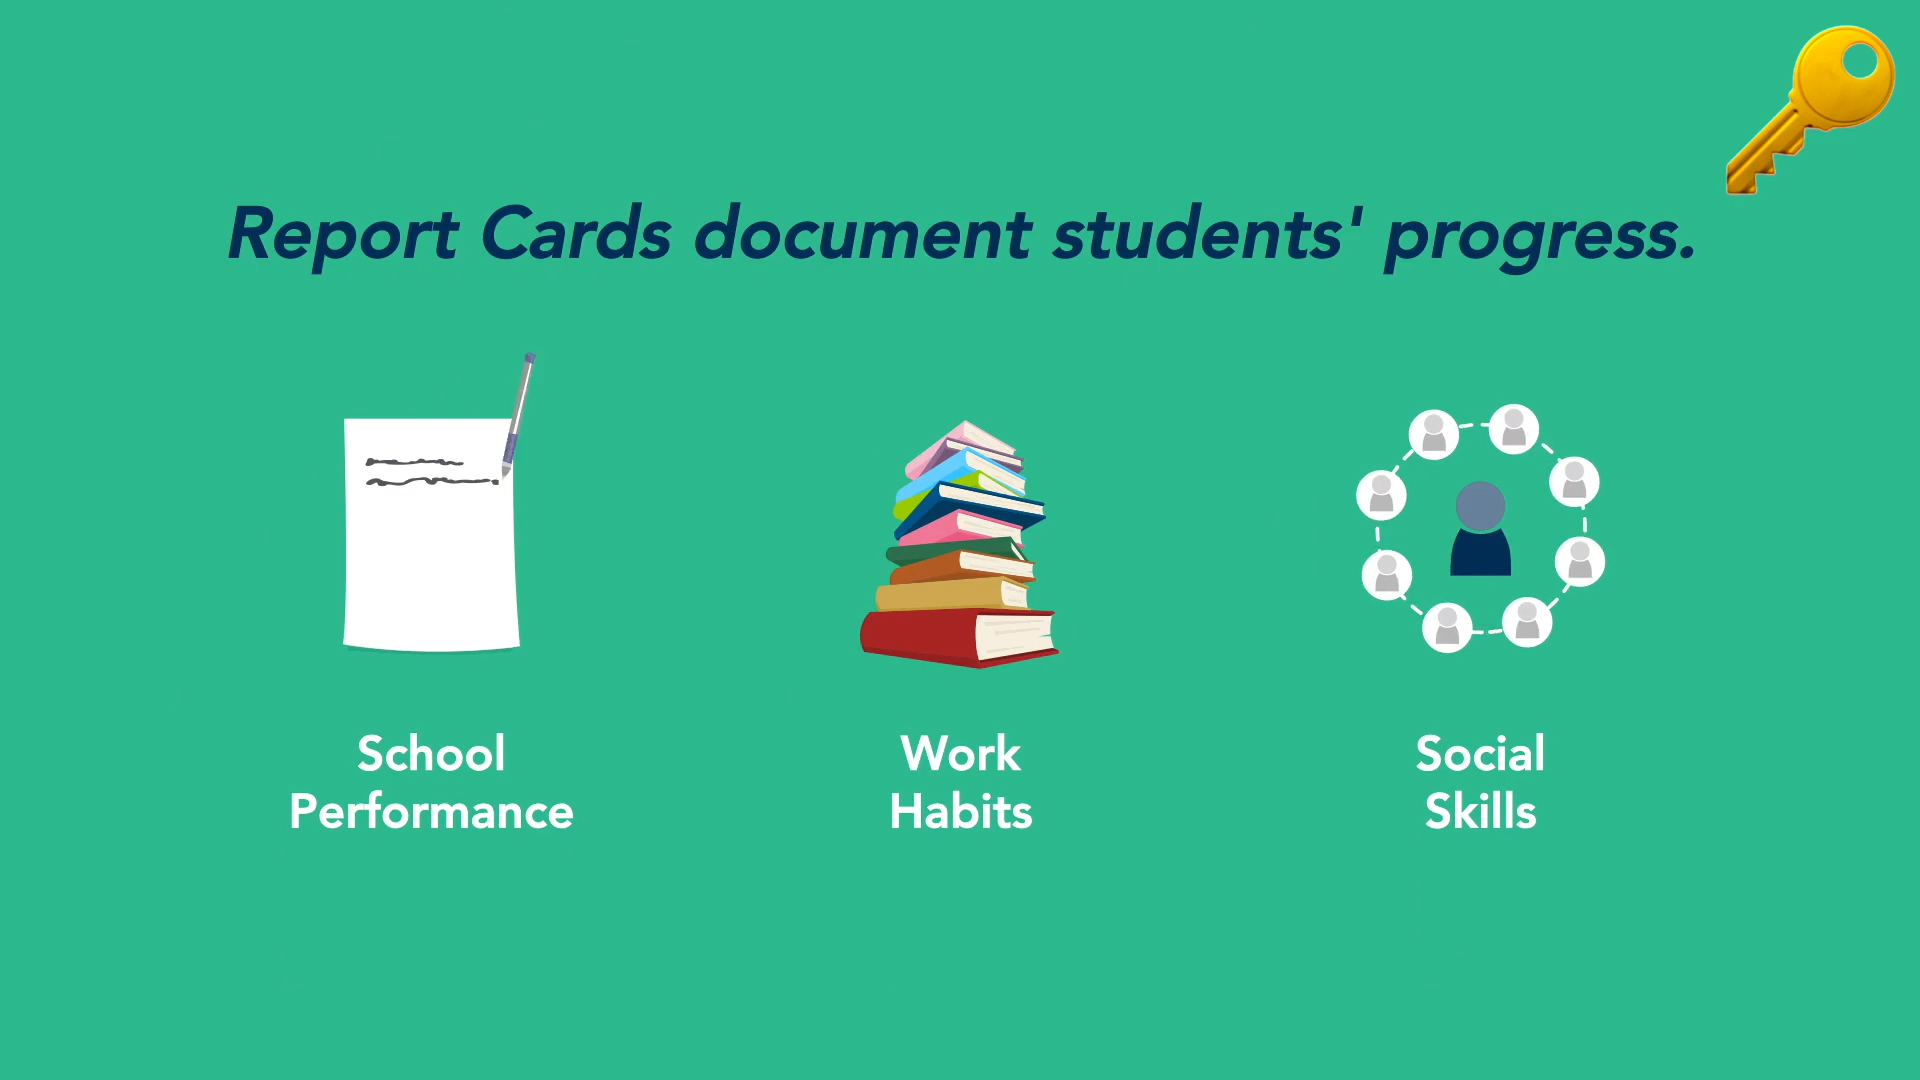 Report Cards document students' progress.
School
Performance
Work
Habits
Social
Skills